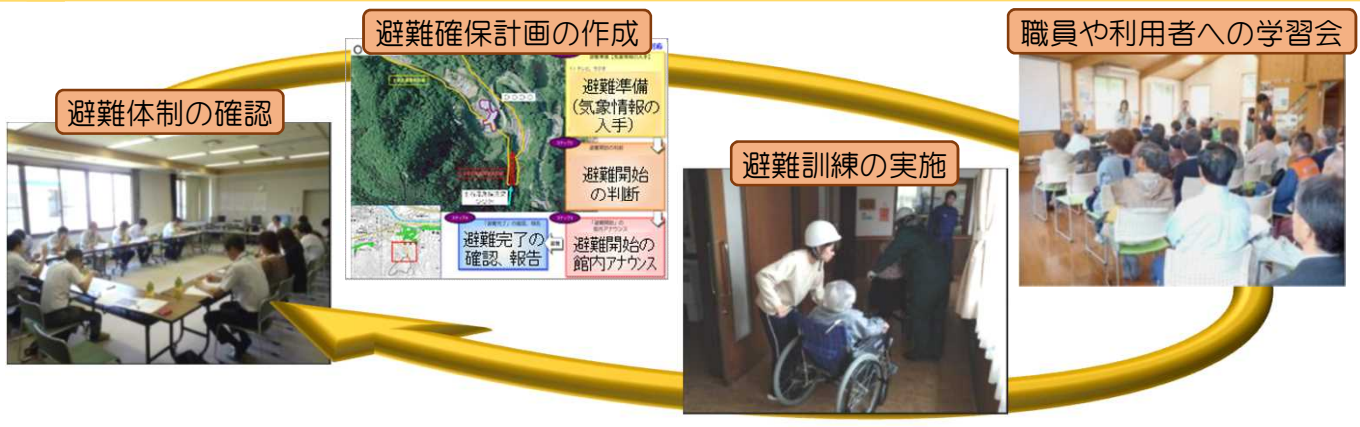 避難確保計画の作成
職員や利用者への学習会
避難体制の確認
避難訓練の実施
避難準備
(気象情報の
入手)
避難開始
の判断
避難開始の
館内アナウンス
避難完了の
確認、報告